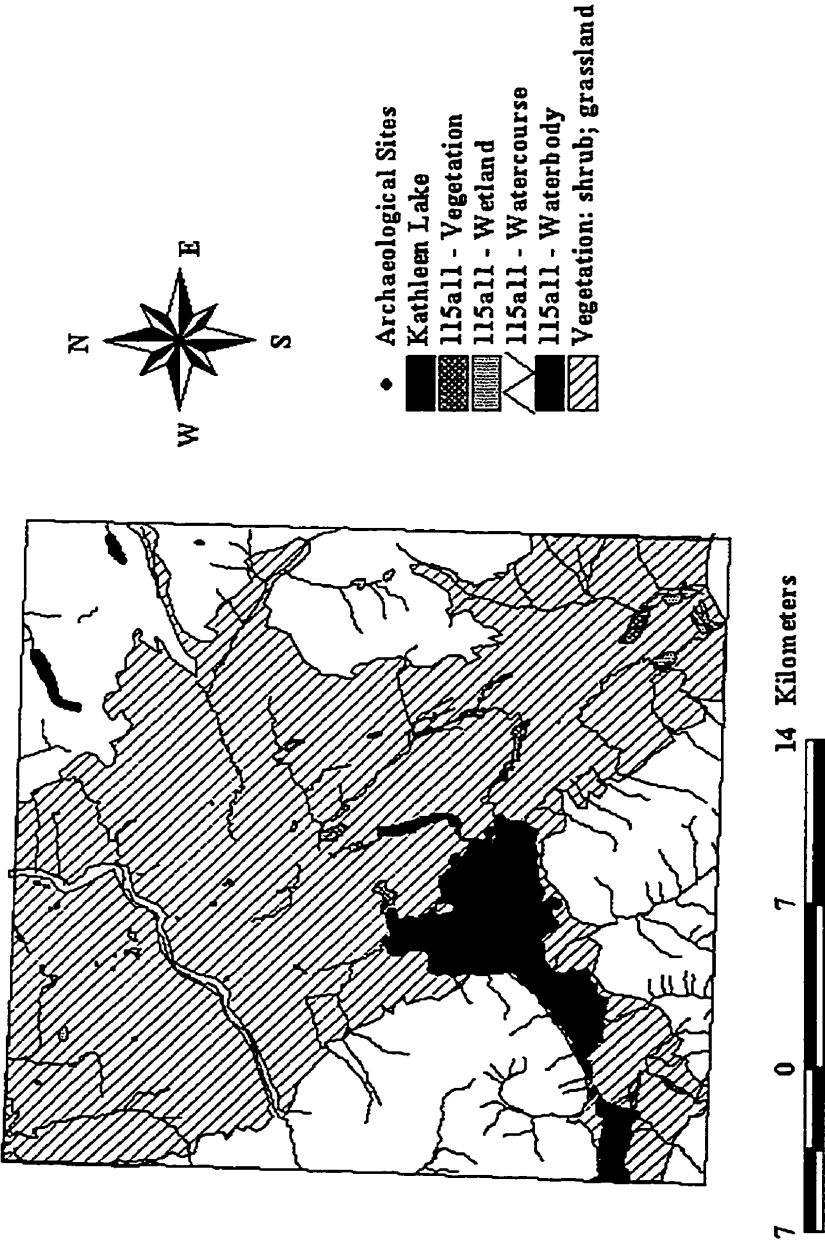 N
W
E
S
Archaeological Sites
Kathleen Lake
115a11 - Vegetation
115a11 - Wetland
115a11 - Watercourse
115a11 - Waterbody
Vegetation: shrub; grassland
7 0 7 14 Kilometers